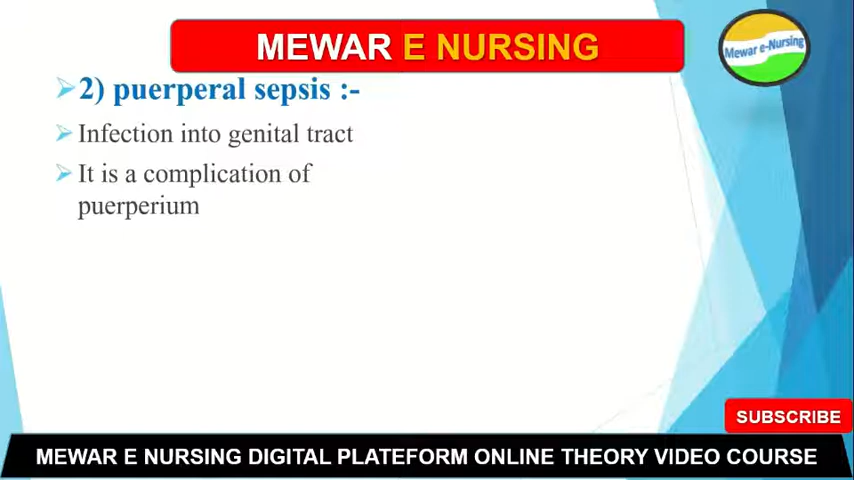 MEWAR E NURSING
Mewar e-Nursing
2) puerperal sepsis :-
Infection into genital tract
It is a complication of
puerperium
SUBSCRIBE
MEWAR E NURSING DIGITAL PLATEFORM ONLINE THEORY VIDEO COURSE